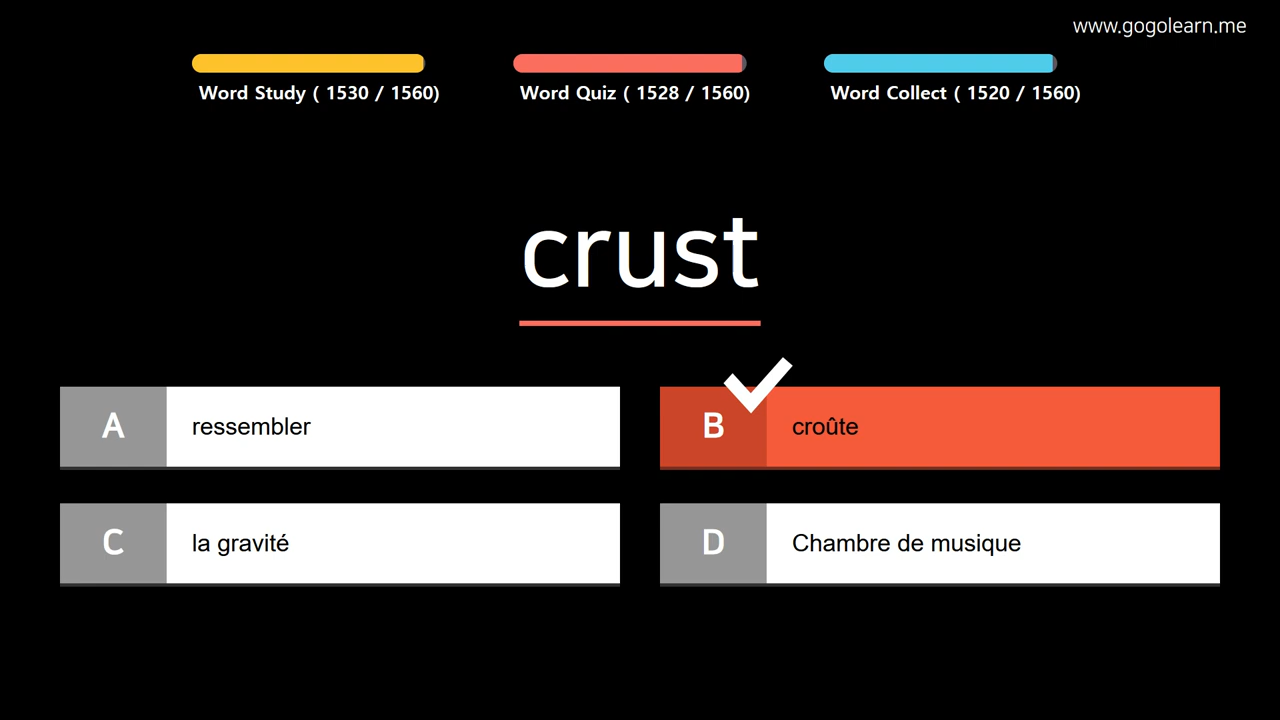 www.gogolearn.me
Word Study ( 1530 / 1560)
Word Quiz ( 1528 / 1560)
Word Collect ( 1520 / 1560)
crust
A ressembler
B croûte
C la gravité
D Chambre de musique